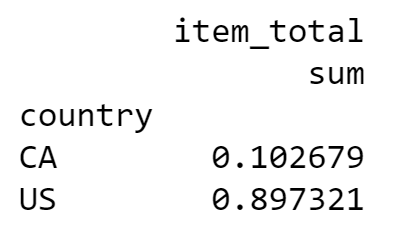 item_total
sum
country
CA 0.102679
US 0.897321